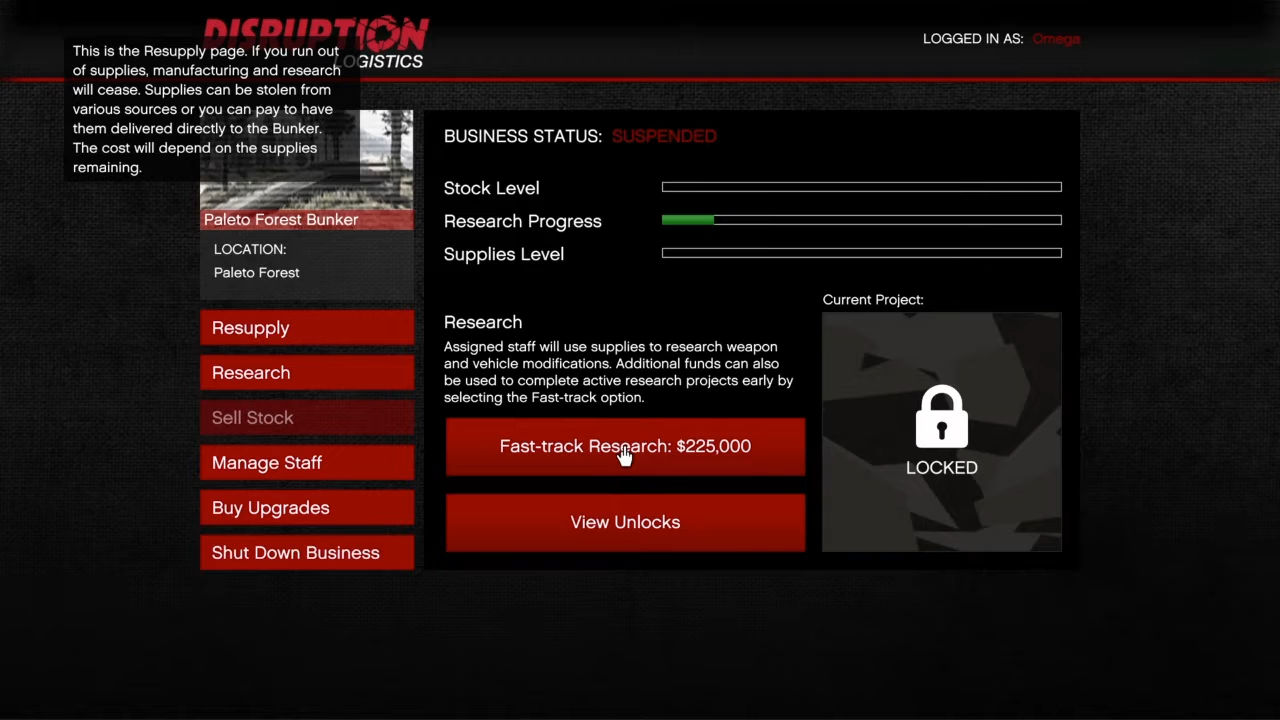 DISRUPTION
LOGISTICS
LOGGED IN AS: Omega
This is the Resupply page. If you run out
of supplies, manufacturing and research
will cease. Supplies can be stolen from
various sources or you can pay to have
them delivered directly to the Bunker.
The cost will depend on the supplies
remaining.
Paleto Forest Bunker
LOCATION:
Paleto Forest
Resupply
Research
Sell Stock
Manage Staff
Buy Upgrades
Shut Down Business
BUSINESS STATUS: SUSPENDED
Stock Level
Research Progress
Supplies Level
Research
Assigned staff will use supplies to research weapon
and vehicle modifications. Additional funds can also
be used to complete active research projects early by
selecting the Fast-track option.
Fast-track Research: $225,000
View Unlocks
Current Project:
LOCKED